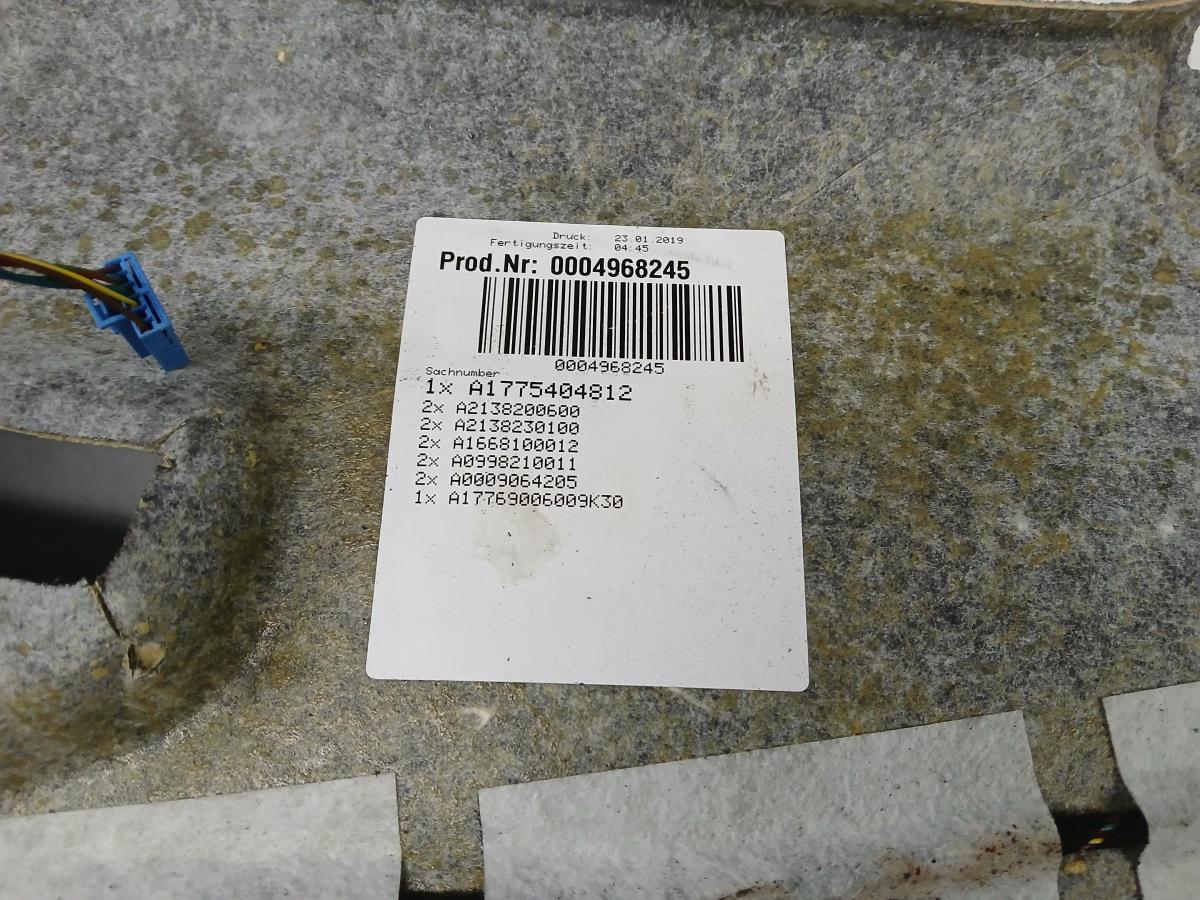 Druck: 23.01.2019
Fertigungszeit: 04:45
Prod.Nr: 0004968245
0004968245
Sachnumber
1x A1775404812
2x A2138200600
2x A2138230100
2x A1668100012
2x A0998210011
2x A0009064205
1x A17769006009K30